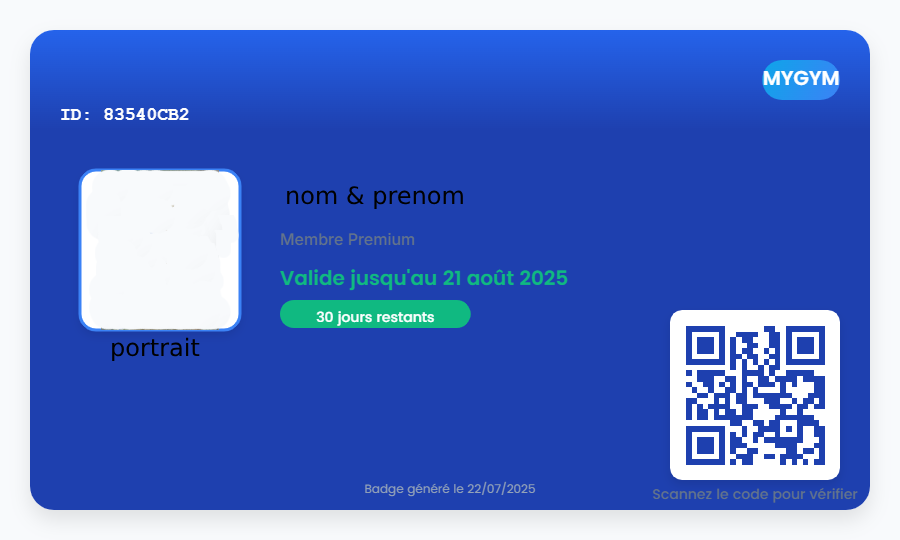 MYGYM
ID: 83540CB2
nom & prenom
Membre Premium
Valide jusqu'au 21 août 2025
30 jours restants
portrait
Badge généré le 22/07/2025
Scannez le code pour vérifier